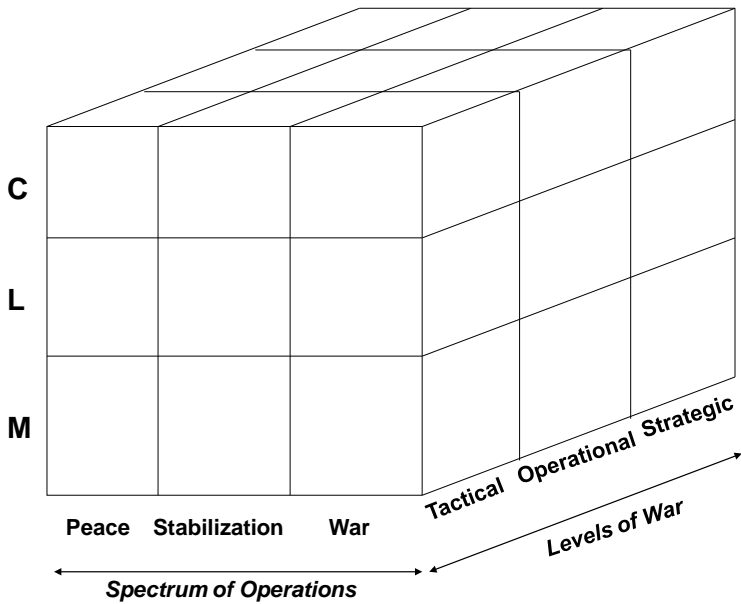 C
L
M
Peace Stabilization War
Tactical Operational Strategic
Spectrum of Operations
Levels of War